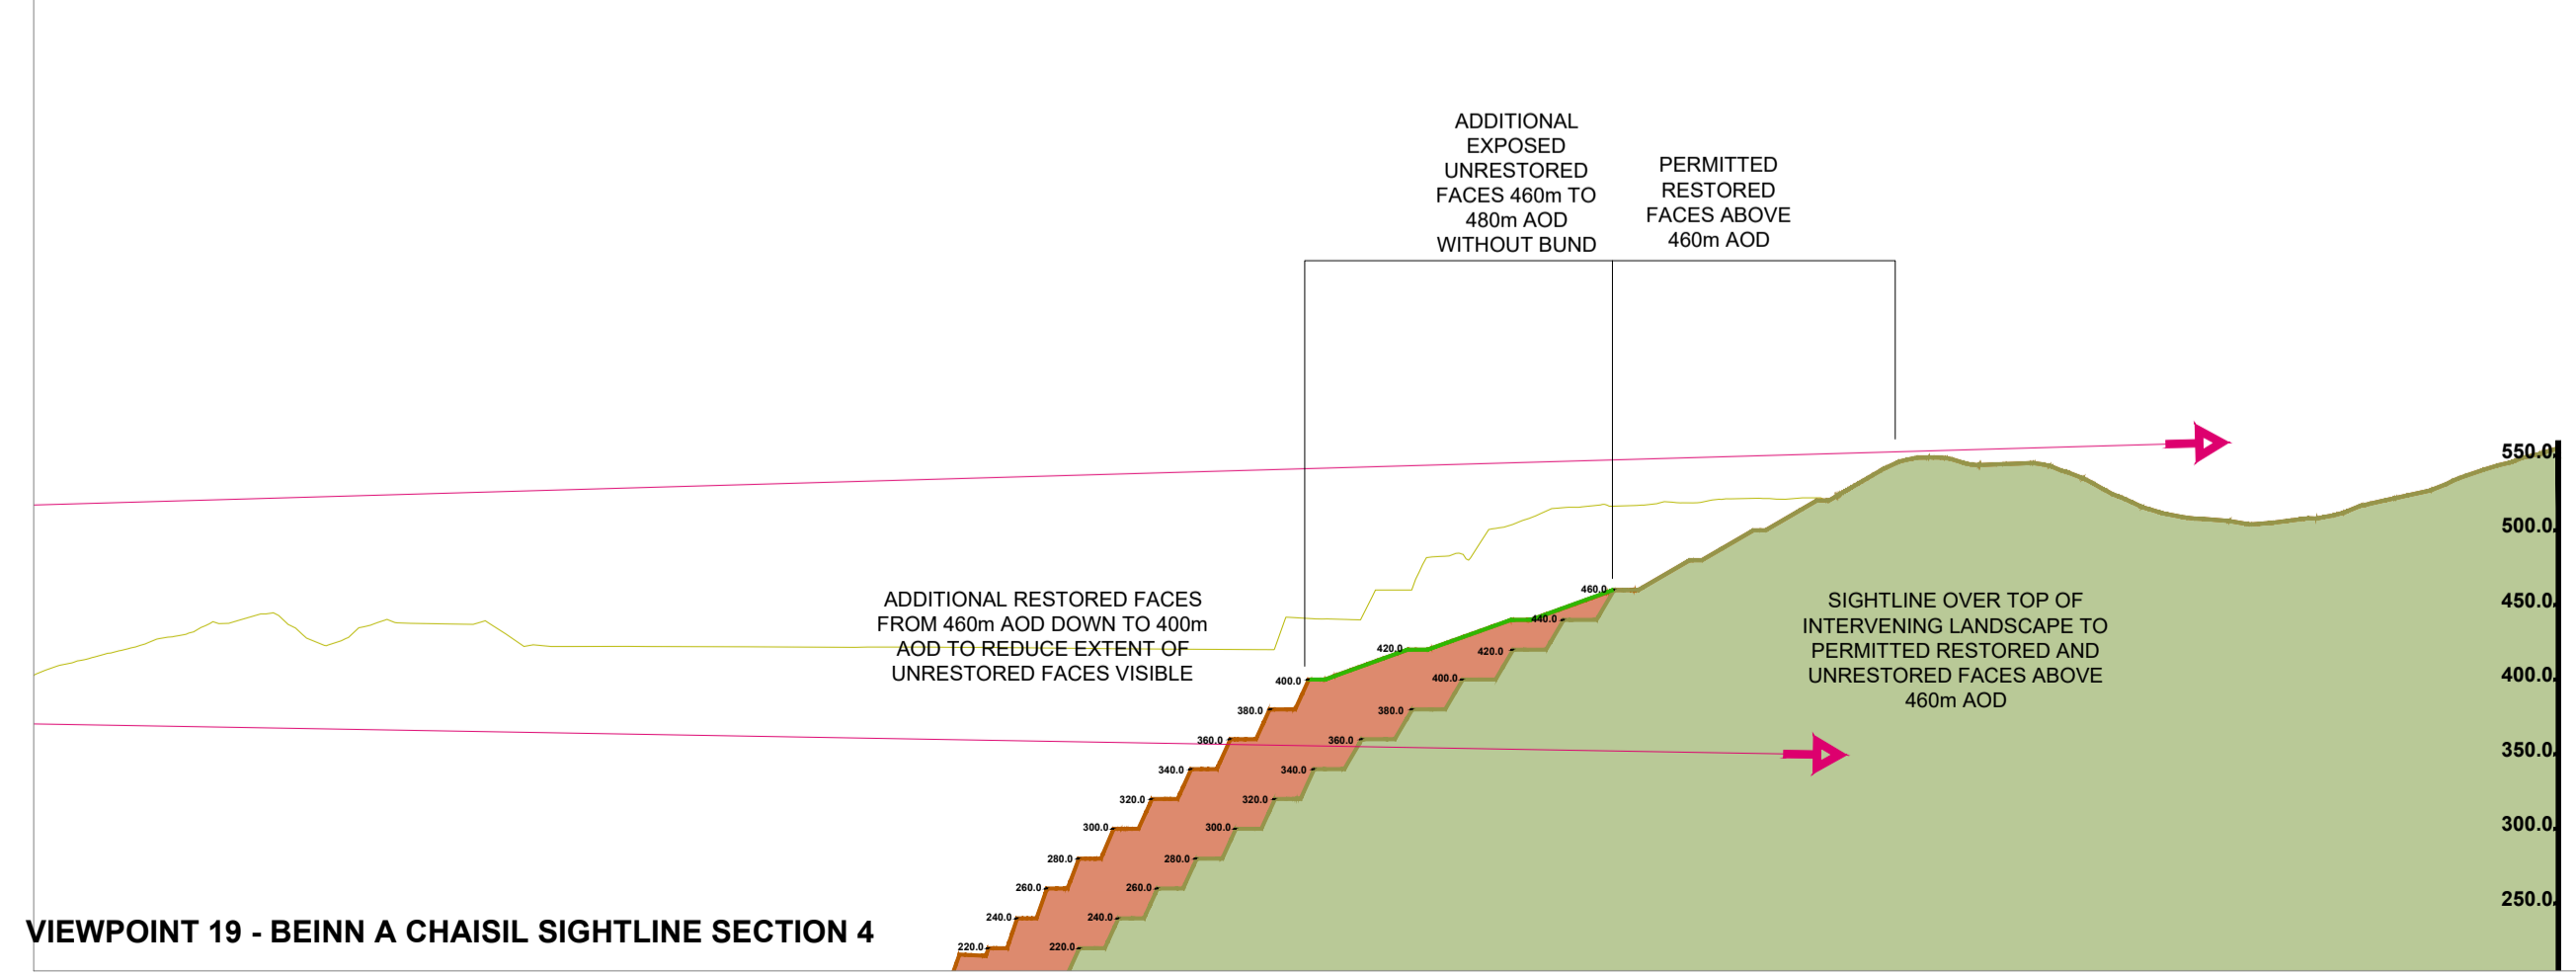 ADDITIONAL
EXPOSED
UNRESTORED
FACES 460m TO
480m AOD
WITHOUT BUND
PERMITTED
RESTORED
FACES ABOVE
460m AOD
ADDITIONAL RESTORED FACES
FROM 460m AOD DOWN TO 400m
AOD TO REDUCE EXTENT OF
UNRESTORED FACES VISIBLE
SIGHTLINE OVER TOP OF
INTERVENING LANDSCAPE TO
PERMITTED RESTORED AND
UNRESTORED FACES ABOVE
460m AOD
460.0
440.0
420.0
400.0
380.0
360.0
340.0
320.0
300.0
280.0
260.0
240.0
220.0
420.0
400.0
380.0
360.0
340.0
320.0
300.0
280.0
260.0
240.0
220.0
550.0
500.0
450.0
400.0
350.0
300.0
250.0
VIEWPOINT 19 - BEINN A CHAISIL SIGHTLINE SECTION 4